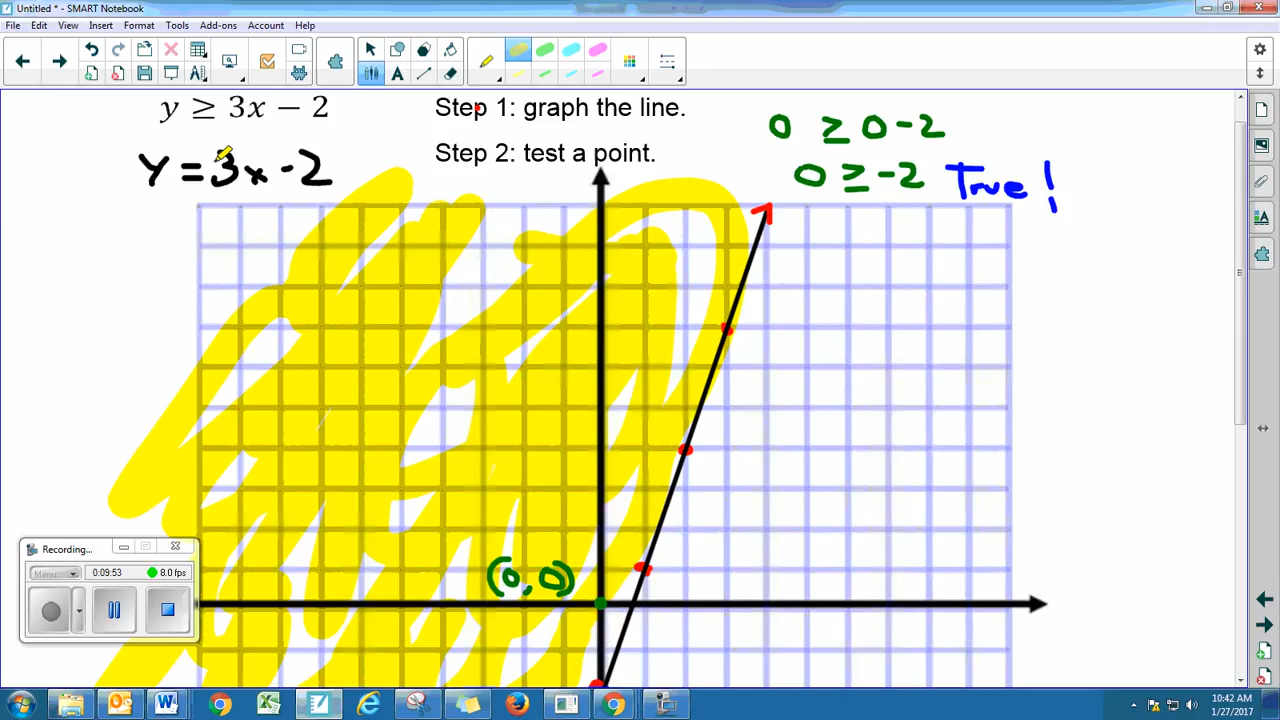 Untitled * - SMART Notebook
File Edit View Insert Format Tools Add-ons Account Help
y ≥ 3x − 2
Step 1: graph the line.
0 ≥ 0-2
Y = 3x -2
Step 2: test a point.
0 ≥ -2 True!
Recording...
Menu
0:09:53
8.0 fps
(0,0)
10:42 AM
1/27/2017